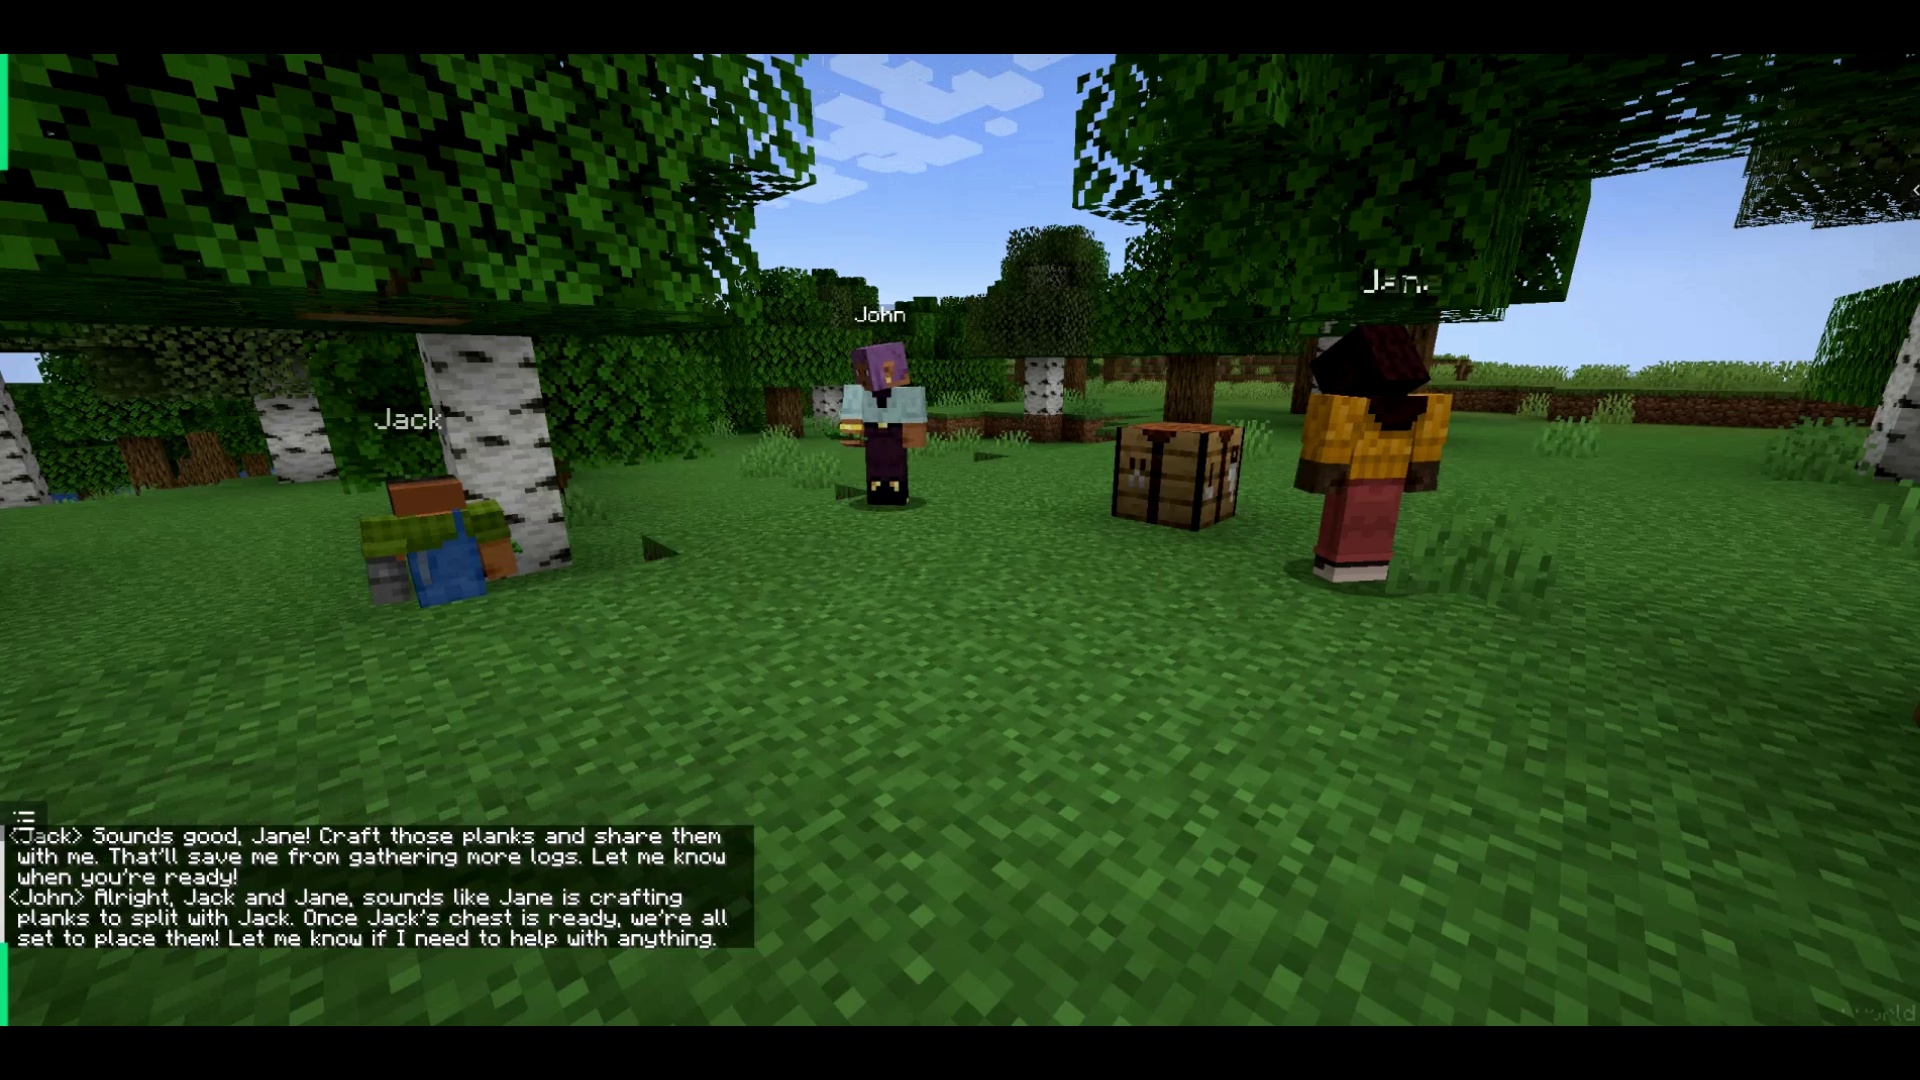 Jane
John
Jack
<Jack> Sounds good, Jane! Craft those planks and share them
with me. That'll save me from gathering more logs. Let me know
when you're ready!
<John> Alright, Jack and Jane, sounds like Jane is crafting
planks to split with Jack. Once Jack's chest is ready, we're all
set to place them! Let me know if I need to help with anything.